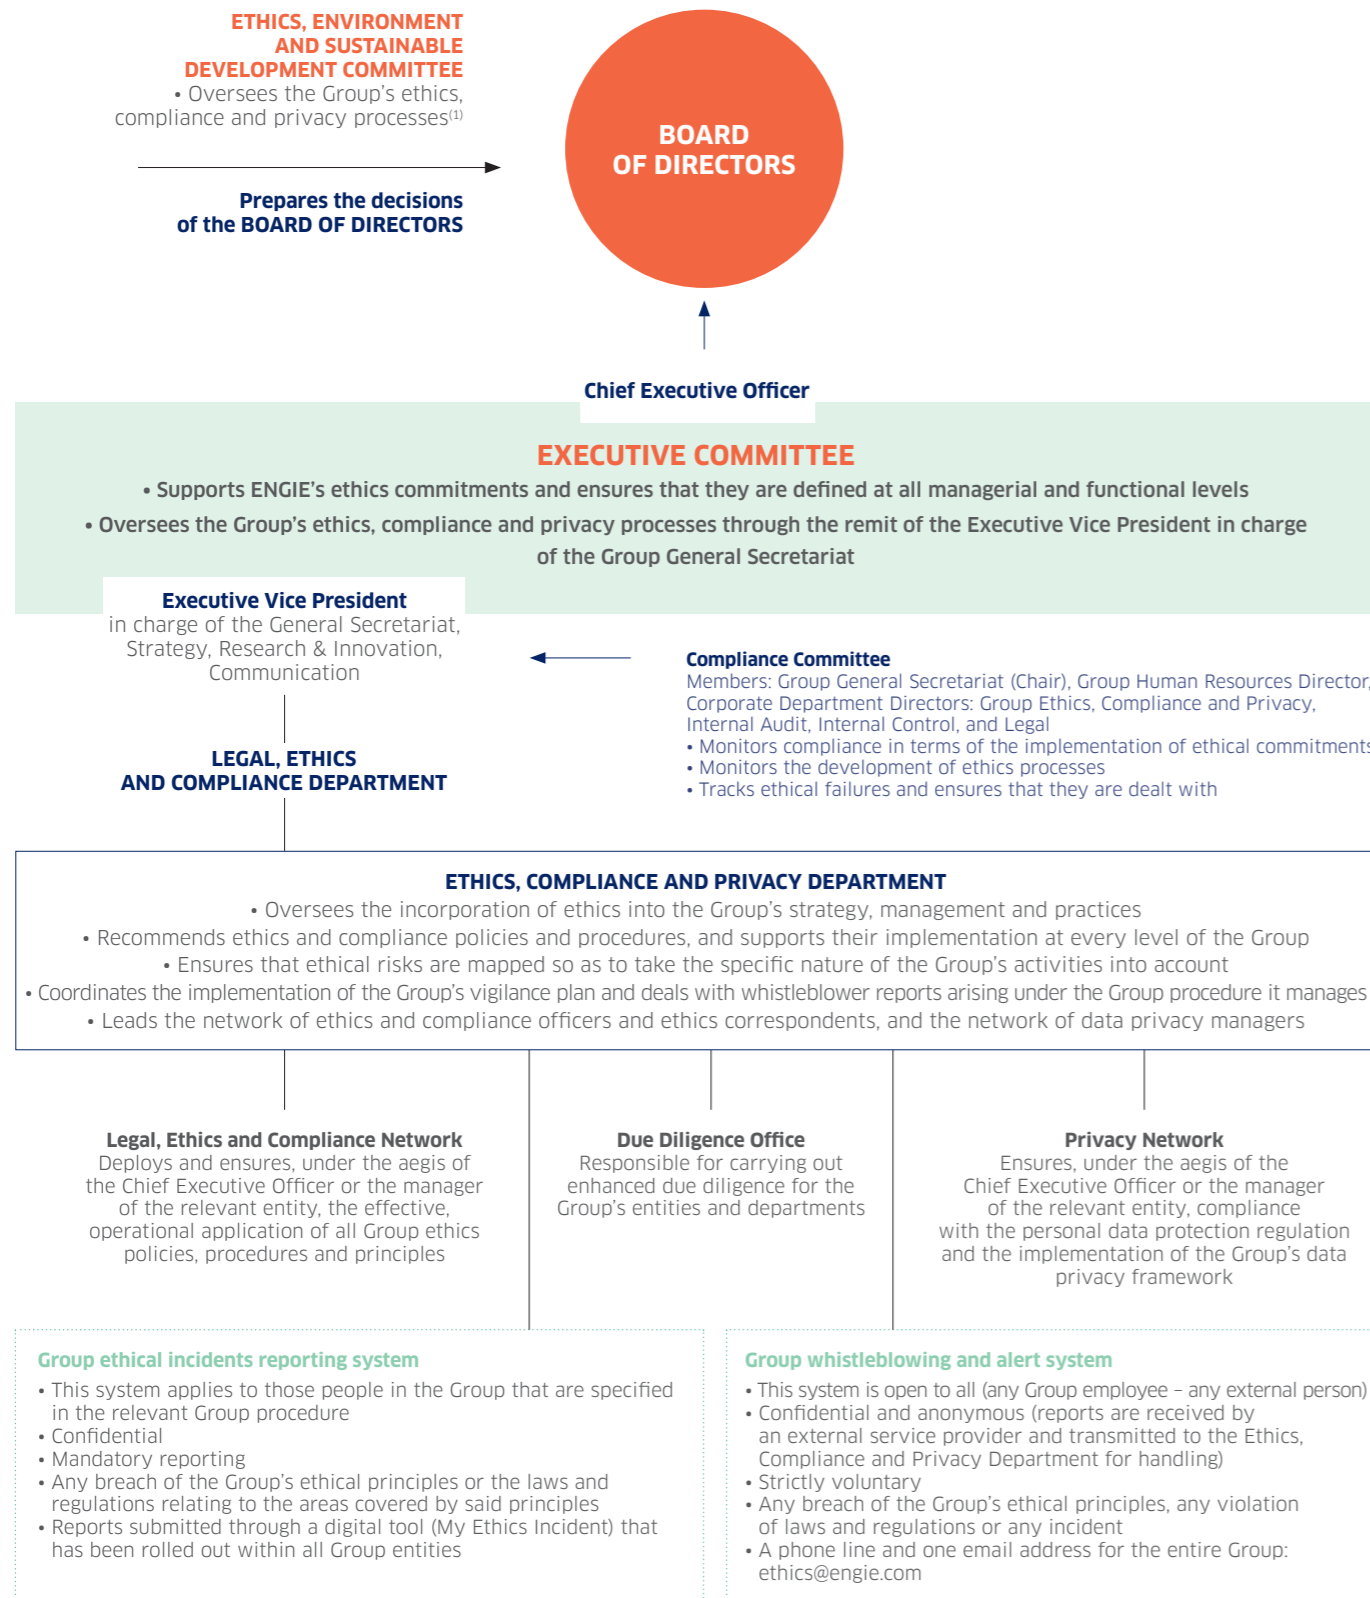 ETHICS, ENVIRONMENT
AND SUSTAINABLE
DEVELOPMENT COMMITTEE
• Oversees the Group's ethics,
compliance and privacy processes(1)
Prepares the decisions
of the BOARD OF DIRECTORS
BOARD
OF DIRECTORS
Chief Executive Officer
EXECUTIVE COMMITTEE
• Supports ENGIE's ethics commitments and ensures that they are defined at all managerial and functional levels
• Oversees the Group's ethics, compliance and privacy processes through the remit of the Executive Vice President in charge
of the Group General Secretariat
Executive Vice President
in charge of the General Secretariat,
Strategy, Research & Innovation,
Communication
Compliance Committee
Members: Group General Secretariat (Chair), Group Human Resources Director,
Corporate Department Directors: Group Ethics, Compliance and Privacy,
Internal Audit, Internal Control, and Legal
• Monitors compliance in terms of the implementation of ethical commitments
• Monitors the development of ethics processes
• Tracks ethical failures and ensures that they are dealt with
LEGAL, ETHICS
AND COMPLIANCE DEPARTMENT
ETHICS, COMPLIANCE AND PRIVACY DEPARTMENT
• Oversees the incorporation of ethics into the Group's strategy, management and practices
• Recommends ethics and compliance policies and procedures, and supports their implementation at every level of the Group
• Ensures that ethical risks are mapped so as to take the specific nature of the Group's activities into account
• Coordinates the implementation of the Group's vigilance plan and deals with whistleblower reports arising under the Group procedure it manages
• Leads the network of ethics and compliance officers and ethics correspondents, and the network of data privacy managers
Legal, Ethics and Compliance Network
Deploys and ensures, under the aegis of
the Chief Executive Officer or the manager
of the relevant entity, the effective,
operational application of all Group ethics
policies, procedures and principles
Due Diligence Office
Responsible for carrying out
enhanced due diligence for the
Group's entities and departments
Privacy Network
Ensures, under the aegis of the
Chief Executive Officer or the manager
of the relevant entity, compliance
with the personal data protection regulation
and the implementation of the Group's data
privacy framework
Group ethical incidents reporting system
• This system applies to those people in the Group that are specified
in the relevant Group procedure
• Confidential
• Mandatory reporting
• Any breach of the Group's ethical principles or the laws and
regulations relating to the areas covered by said principles
• Reports submitted through a digital tool (My Ethics Incident) that
has been rolled out within all Group entities
Group whistleblowing and alert system
• This system is open to all (any Group employee – any external person)
• Confidential and anonymous (reports are received by
an external service provider and transmitted to the Ethics,
Compliance and Privacy Department for handling)
• Strictly voluntary
• Any breach of the Group's ethical principles, any violation
of laws and regulations or any incident
• A phone line and one email address for the entire Group:
ethics@engie.com